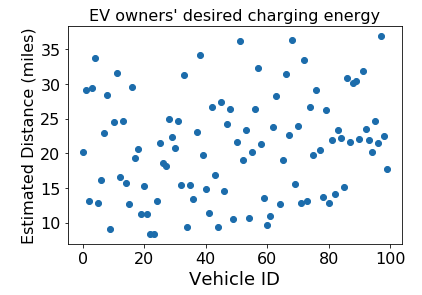 EV owners' desired charging energy
Estimated Distance (miles)
35
30
25
20
15
10
0 20 40 60 80 100
Vehicle ID